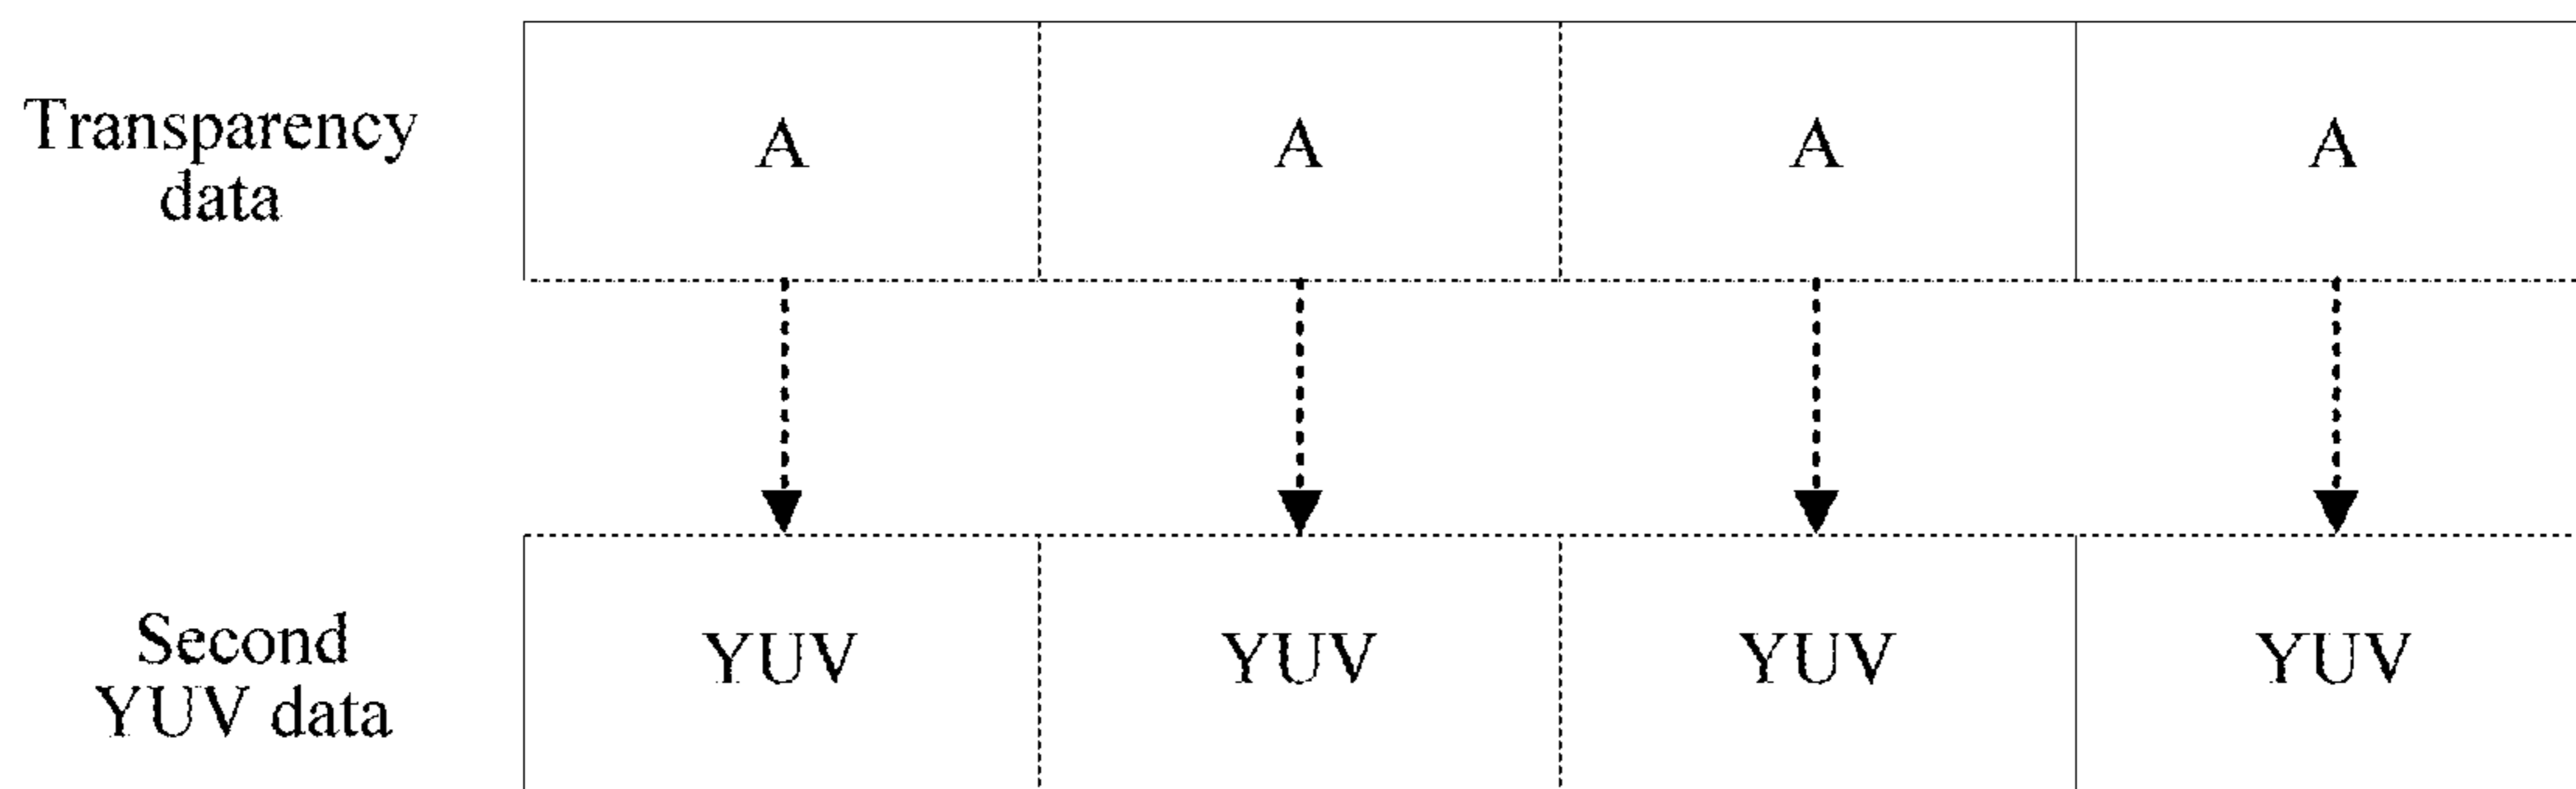 Transparency
data
A A A A
Second
YUV data
YUV YUV YUV YUV